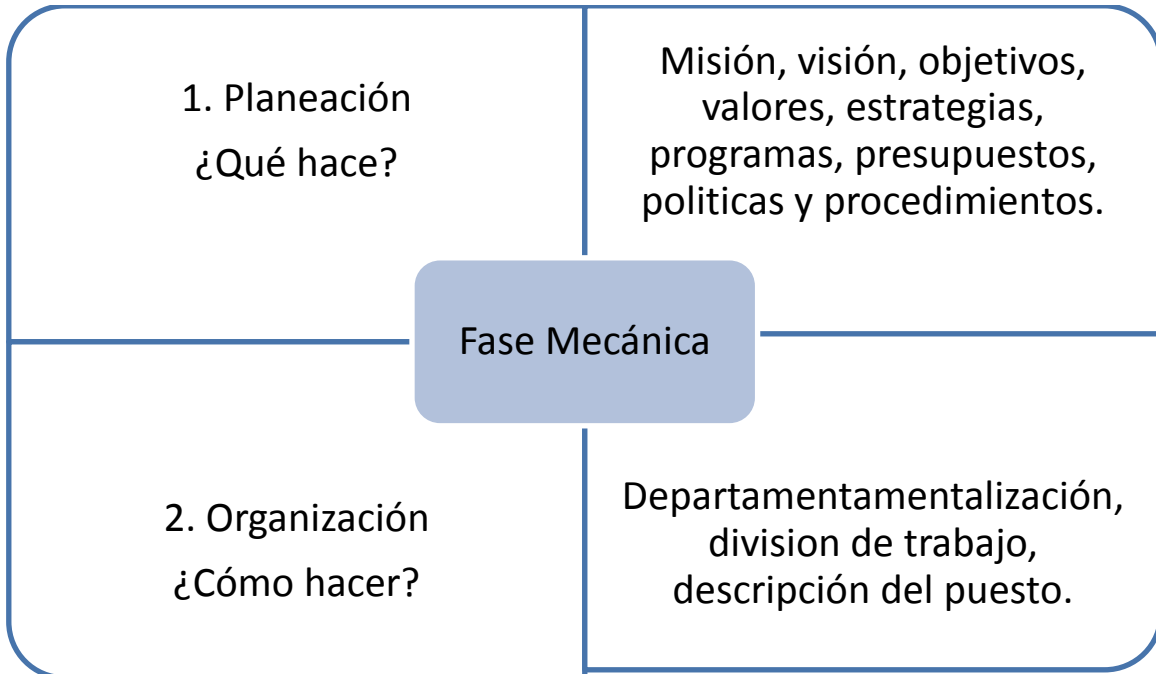 1. Planeación
¿Qué hace?
Misión, visión, objetivos,
valores, estrategias,
programas, presupuestos,
politicas y procedimientos.
Fase Mecánica
2. Organización
¿Cómo hacer?
Departamentamentalización,
division de trabajo,
descripción del puesto.